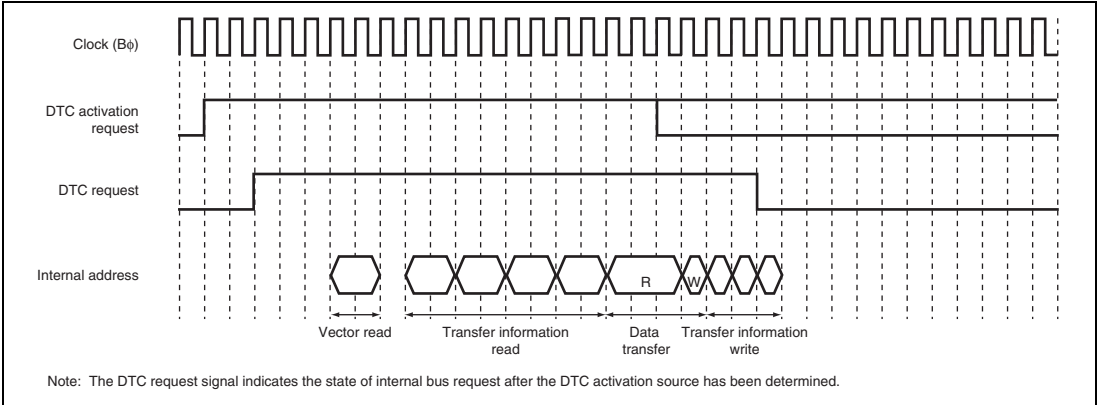 Clock (Bϕ)
DTC activation
request
DTC request
Internal address
R
W
Vector read
Transfer information
read
Data
transfer
Transfer information
write
Note: The DTC request signal indicates the state of internal bus request after the DTC activation source has been determined.